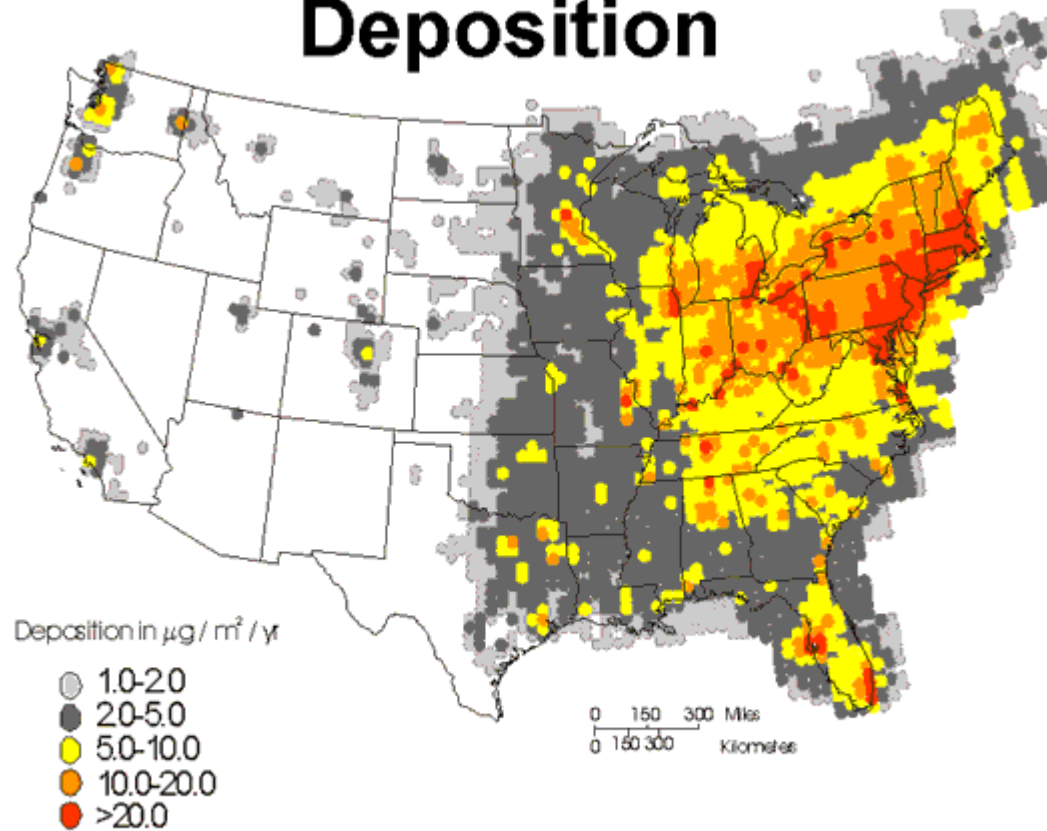 Deposition
Deposition in µg / m² / yr
1.0-2.0
2.0-5.0
5.0-10.0
10.0-20.0
>20.0
0 150 300 Miles
0 150 300 Kilometers